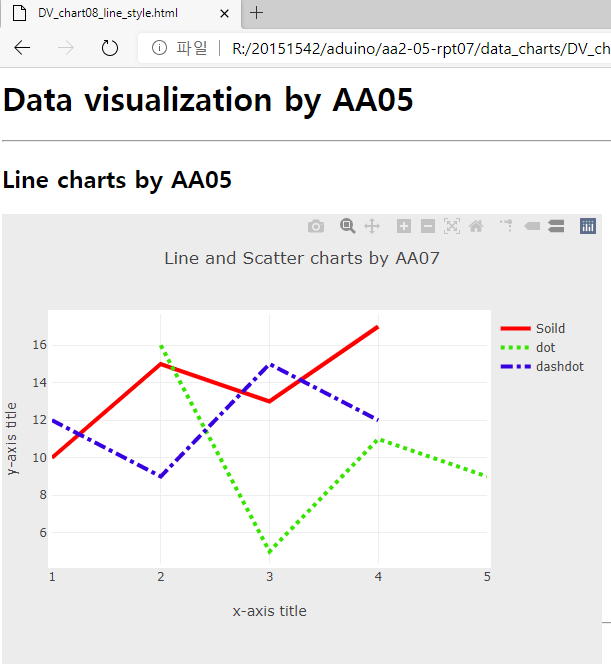 DV_chart08_line_style.html
파일 R:/20151542/aduino/aa2-05-rpt07/data_charts/DV_ch
Data visualization by AA05
Line charts by AA05
Line and Scatter charts by AA07
Soild
dot
dashdot
y-axis title
16
14
12
10
8
6
1 2 3 4 5
x-axis title